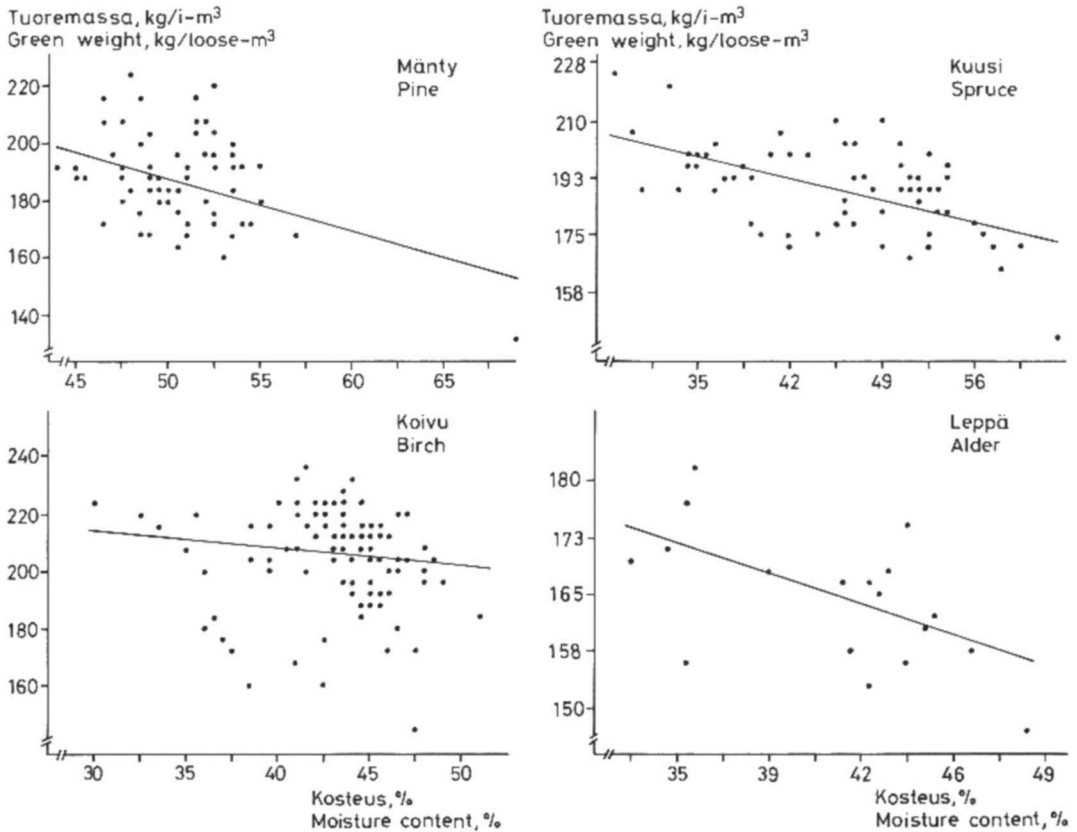 Tuoremassa, kg/i-m³
Green weight, kg/loose-m³
Mänty
Pine
220
200
180
160
140
45 50 55 60 65
Tuoremassa, kg/i-m³
Green weight, kg/loose-m³
Kuusi
Spruce
228
210
193
175
158
35 42 49 56
Koivu
Birch
240
220
200
180
160
30 35 40 45 50
Kosteus, %
Moisture content, %
Leppä
Alder
180
173
165
158
150
35 39 42 46 49
Kosteus, %
Moisture content, %